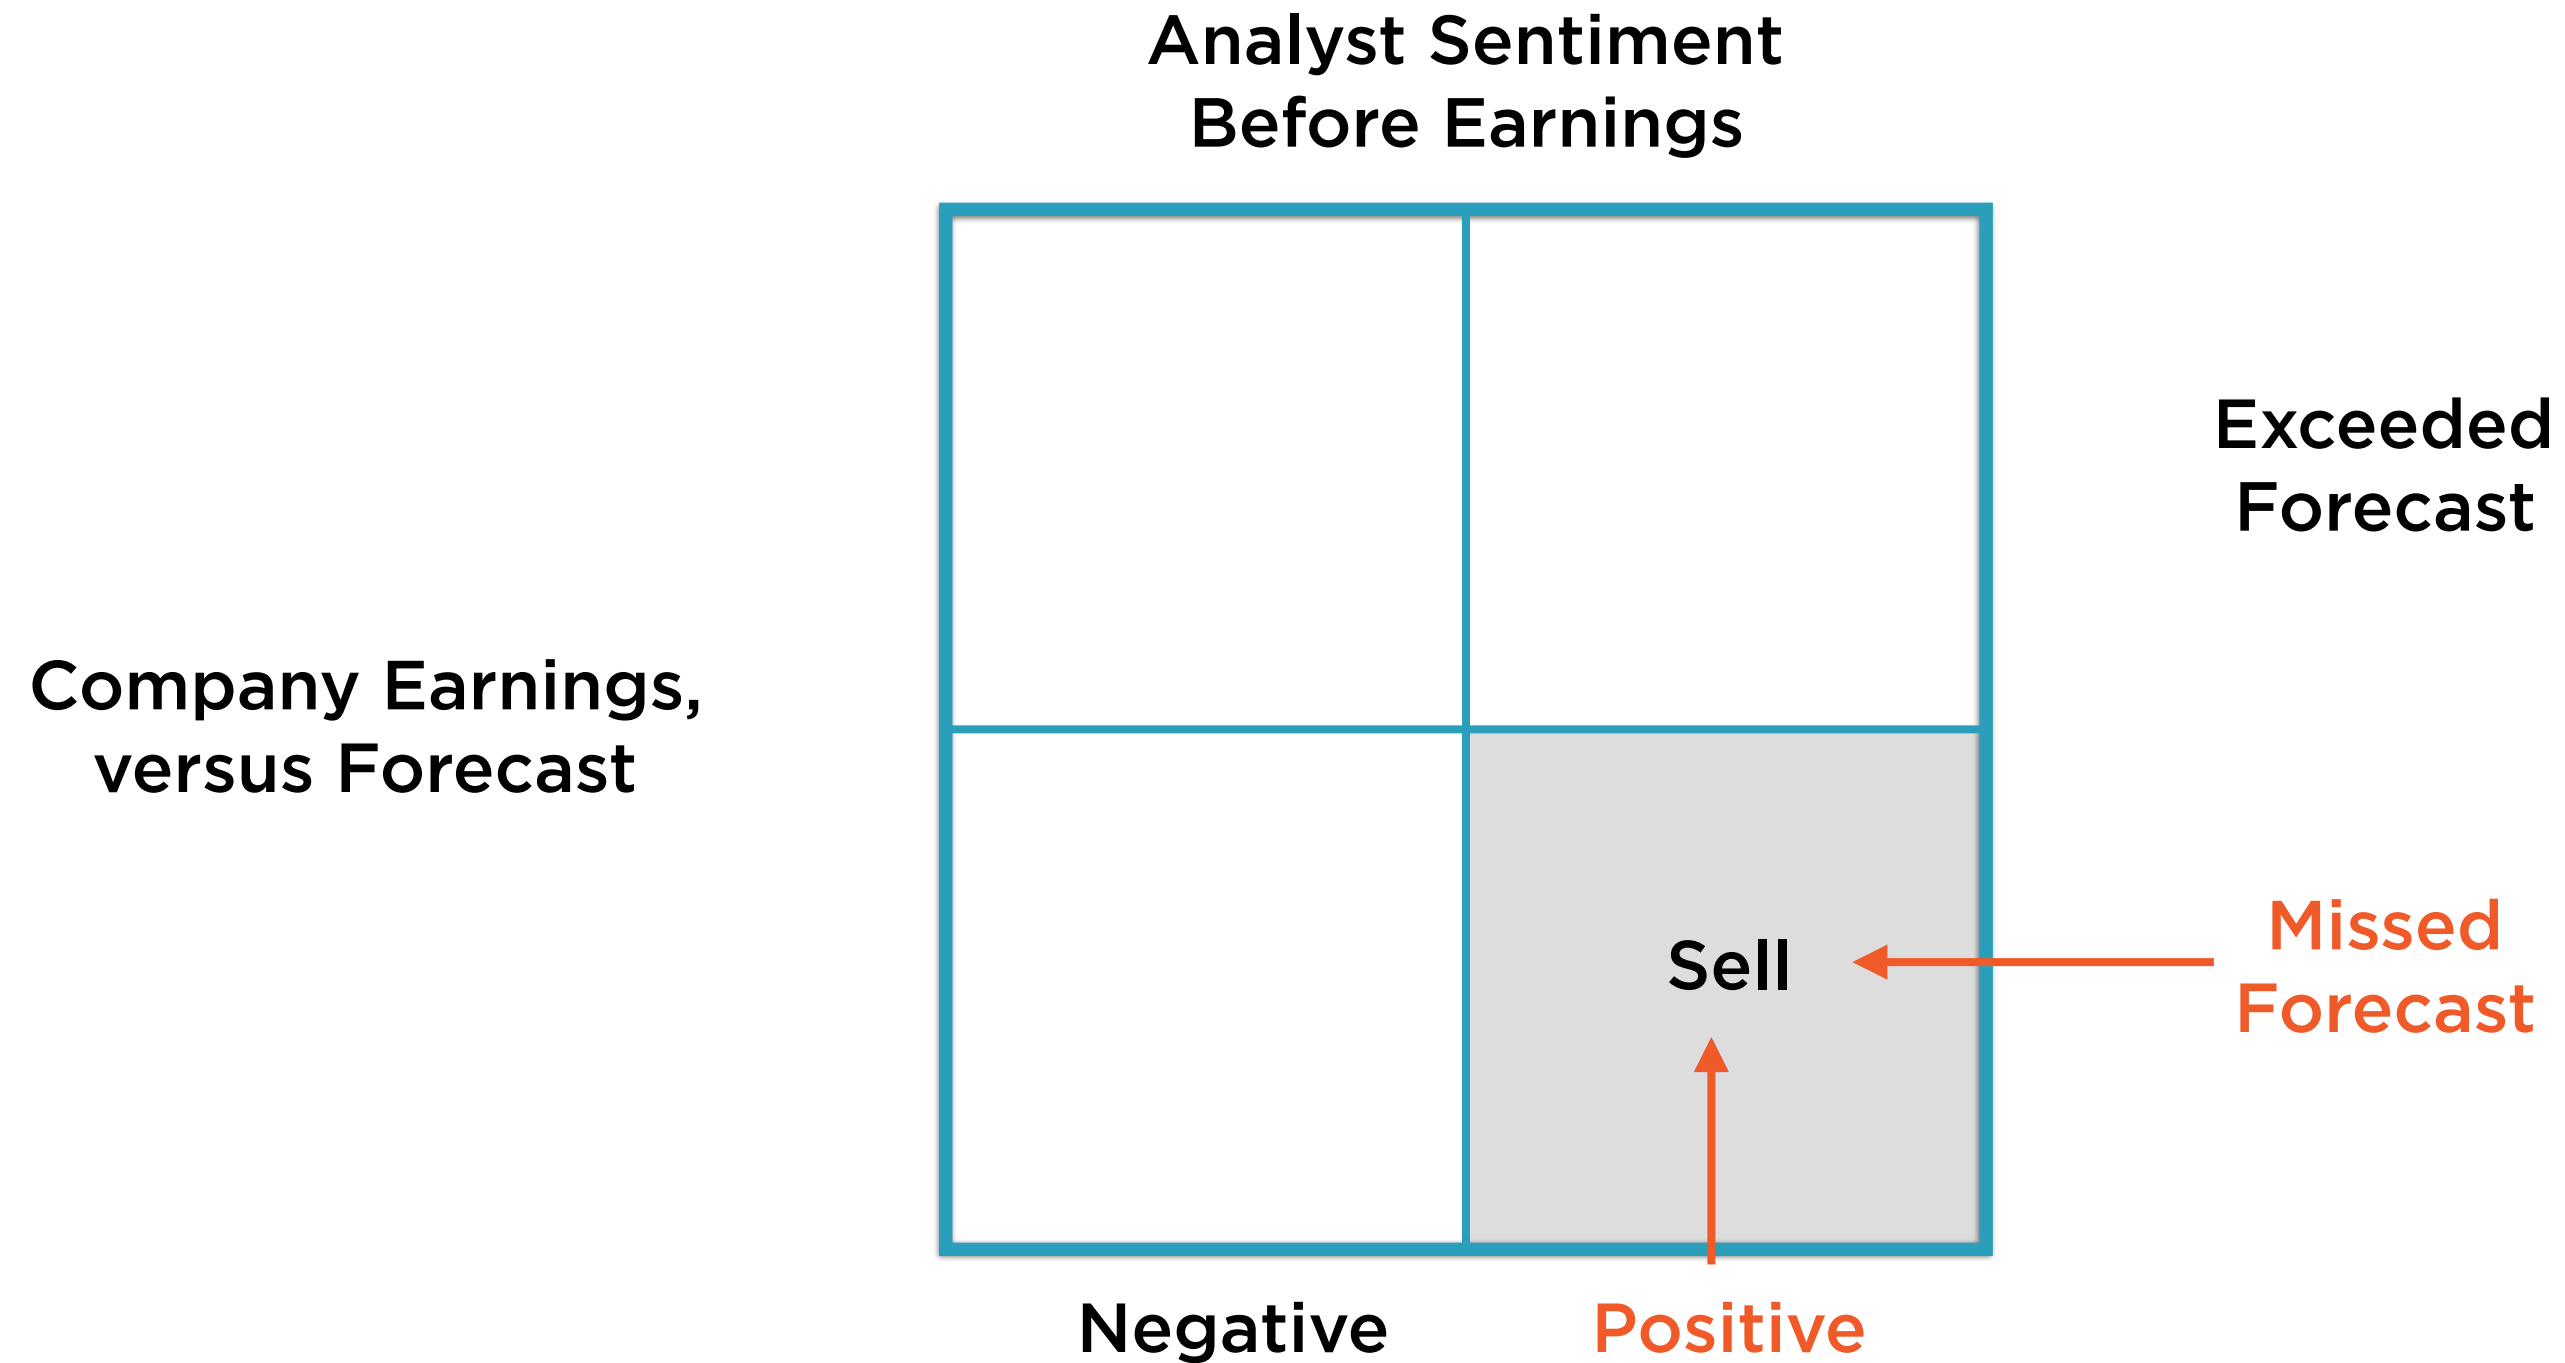 Analyst Sentiment
Before Earnings
Exceeded
Forecast
Company Earnings,
versus Forecast
Sell
Missed
Forecast
Negative
Positive